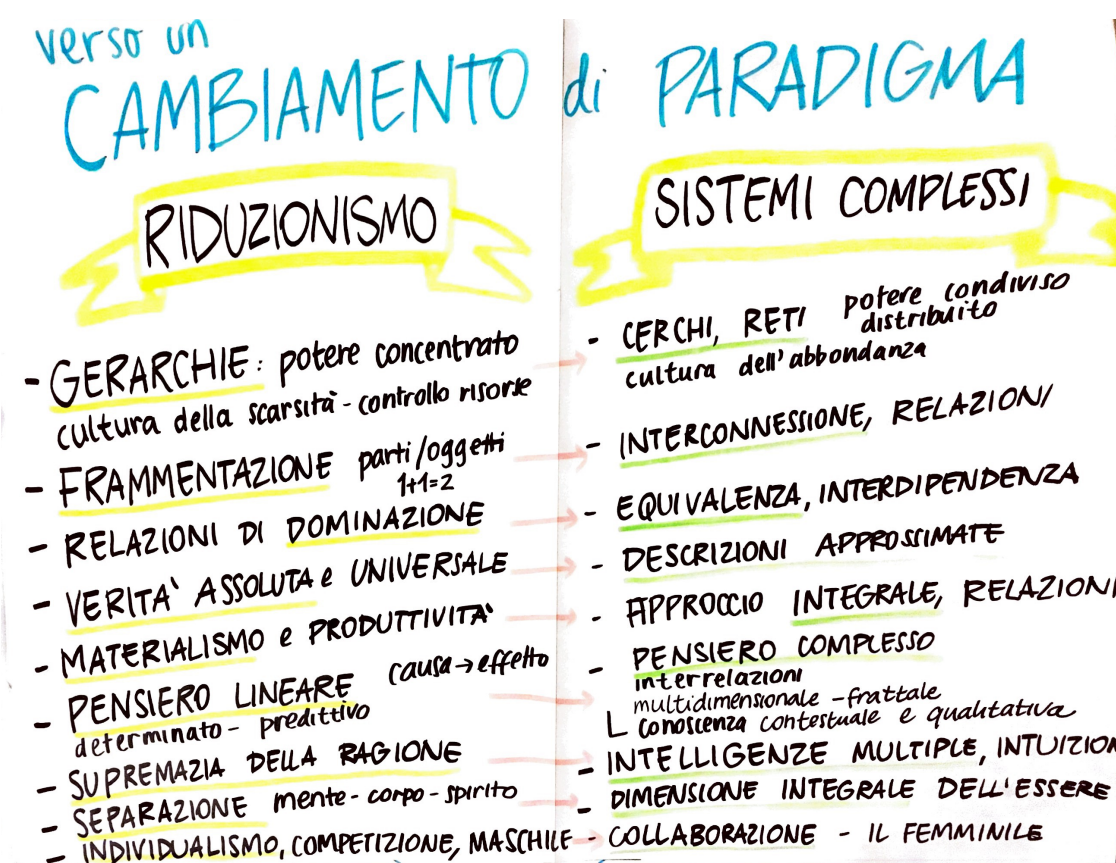 verso un
CAMBIAMENTO di PARADIGMA
RIDUZIONISMO
- GERARCHIE: potere concentrato
cultura della scarsità - controllo risorse
- FRAMMENTAZIONE parti/oggetti
1+1=2
- RELAZIONI DI DOMINAZIONE
- VERITA' ASSOLUTA e UNIVERSALE
- MATERIALISMO e PRODUTTIVITA'
- PENSIERO LINEARE causa→effetto
determinato - predittivo
- SUPREMAZIA DELLA RAGIONE
- SEPARAZIONE mente - corpo - spirito
- INDIVIDUALISMO, COMPETIZIONE, MASCHILE
SISTEMI COMPLESSI
- CERCHI, RETI potere condiviso
distribuito
cultura dell'abbondanza
- INTERCONNESSIONE, RELAZIONI
- EQUIVALENZA, INTERDIPENDENZA
- DESCRIZIONI APPROSSIMATE
- APPROCCIO INTEGRALE, RELAZIONI
- PENSIERO COMPLESSO
interrelazioni
multidimensionale - frattale
L conoscenza contestuale e qualitativa
- INTELLIGENZE MULTIPLE, INTUIZION
- DIMENSIONE INTEGRALE DELL'ESSERE
- COLLABORAZIONE - IL FEMMINILE